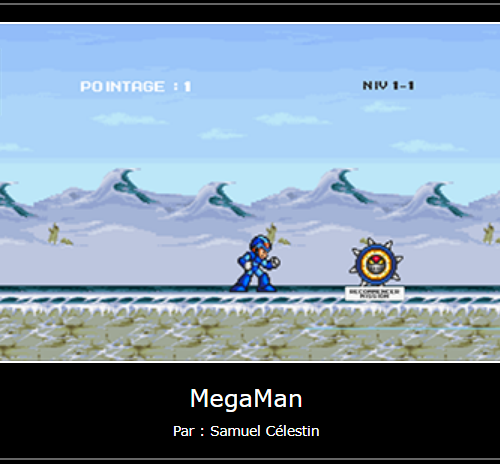 POINTAGE : 1
NIV 1-1
RECOMMENCER
MISSION
MegaMan
Par : Samuel Célestin